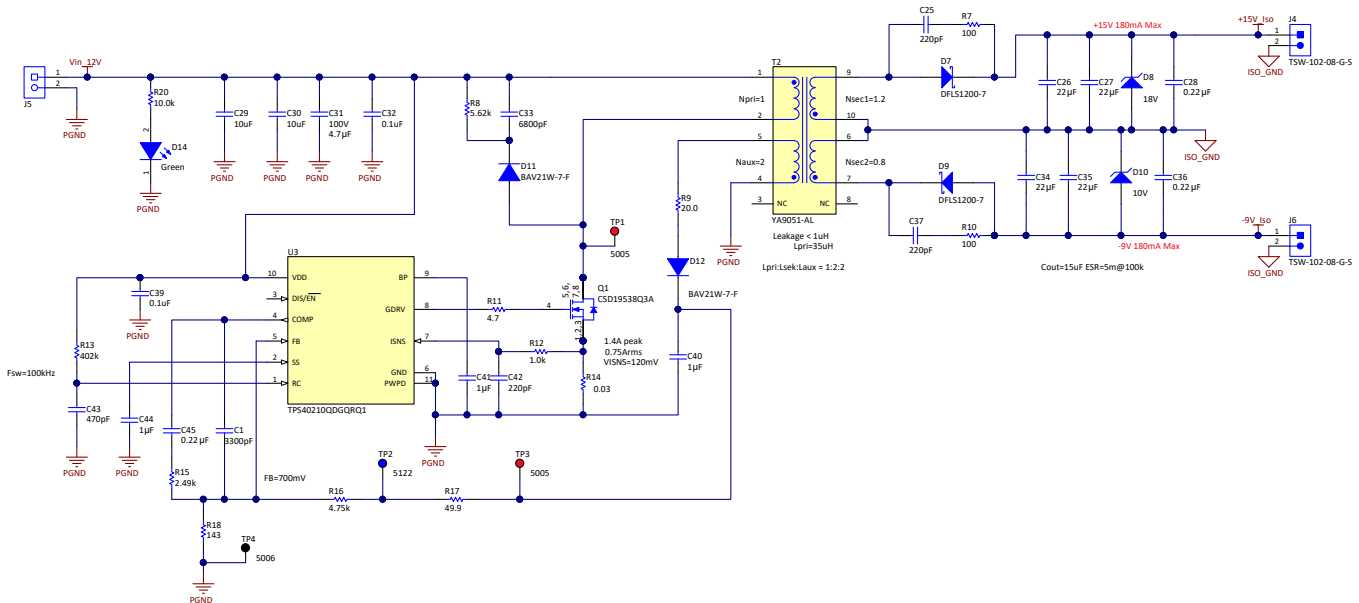 C25
220pF
R7
100
+15V 180mA Max
+15V_Iso
J4
1
2
ISO_GND
TSW-102-08-G-S
Vin_12V
1
2
J5
PGND
R20
10.0k
2
D14
Green
1
PGND
C29
10uF
PGND
C30
10uF
PGND
C31
100V
4.7µF
PGND
C32
0.1uF
PGND
R8
5.62k
C33
6800pF
D11
BAV21W-7-F
T2
1
9
Npri=1
Nsec1=1.2
2
10
5
6
Naux=2
Nsec2=0.8
4
7
3
NC
NC
8
YA9051-AL
Leakage < 1uH
Lpri=35uH
Lpri:Lsek:Laux = 1:2:2
D7
DFLS1200-7
C26
22µF
C27
22µF
D8
18V
C28
0.22µF
ISO_GND
D9
DFLS1200-7
C34
22µF
C35
22µF
D10
10V
C36
0.22µF
C37
220pF
R10
100
-9V 180mA Max
-9V_Iso
J6
1
2
ISO_GND
TSW-102-08-G-S
Cout=15uF ESR=5m@100k
R9
20.0
PGND
D12
BAV21W-7-F
C40
1µF
TP1
5005
U3
10
VDD
BP
9
3
DIS/EN
4
COMP
GDRV
8
5
FB
ISNS
7
2
SS
GND
6
1
RC
PWPD
11
TPS40210QDGQRQ1
C39
0.1uF
PGND
R13
402k
Fsw=100kHz
C43
470pF
PGND
C44
1µF
PGND
C45
0.22µF
C1
3300pF
R15
2.49k
R11
4.7
4
5,6,
7,8
1,2,3
Q1
CSD19538Q3A
1.4A peak
0.75Arms
VISNS=120mV
R12
1.0k
R14
0.03
C41
1µF
C42
220pF
PGND
FB=700mV
TP2
5122
TP3
5005
R16
4.75k
R17
49.9
R18
143
TP4
5006
PGND